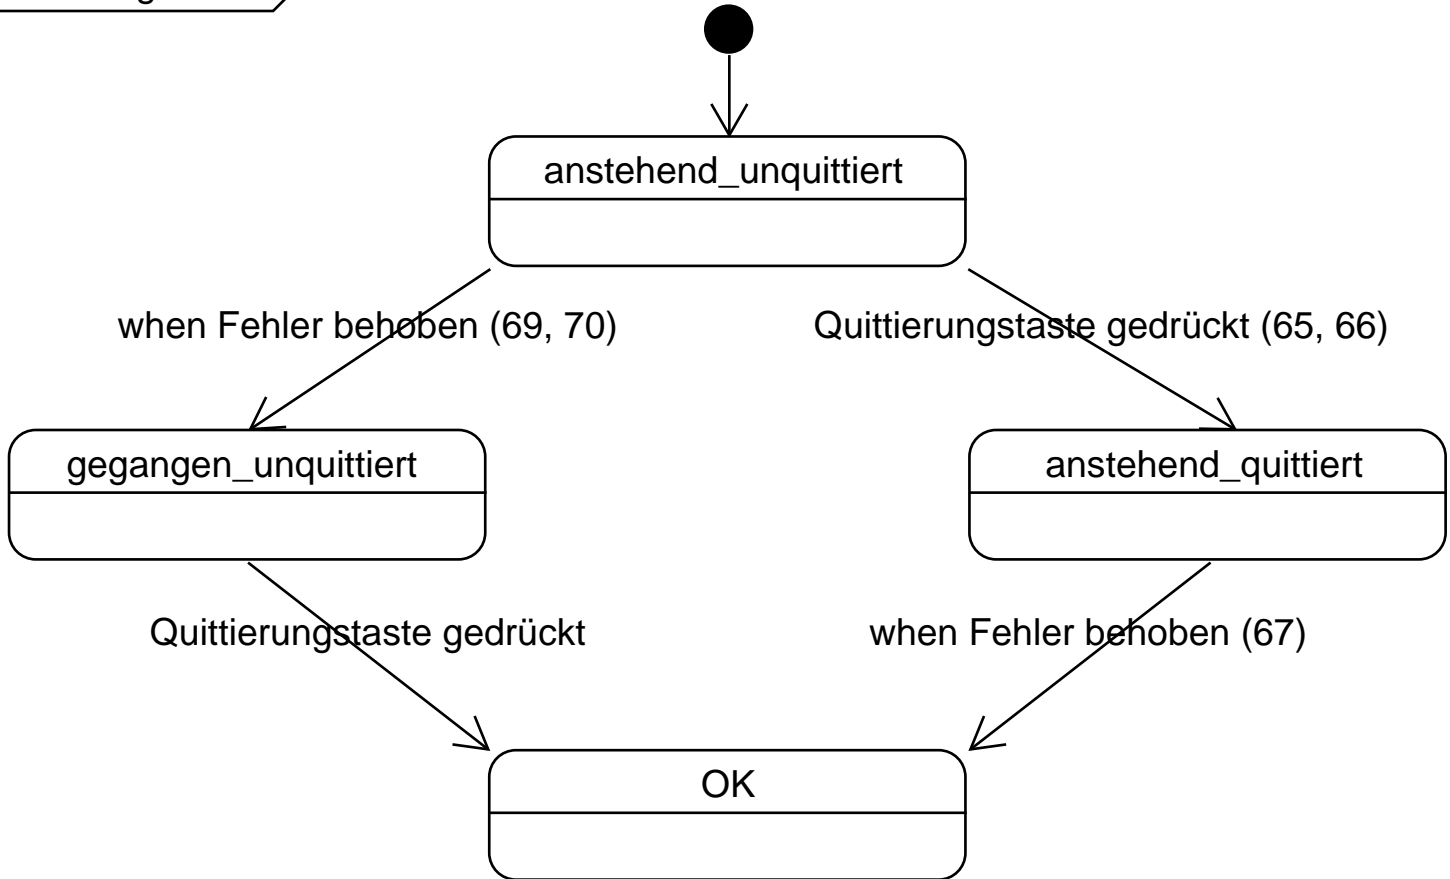 anstehend_unquittiert
when Fehler behoben (69, 70)
Quittierungstaste gedrückt (65, 66)
gegangen_unquittiert
anstehend_quittiert
Quittierungstaste gedrückt
when Fehler behoben (67)
OK